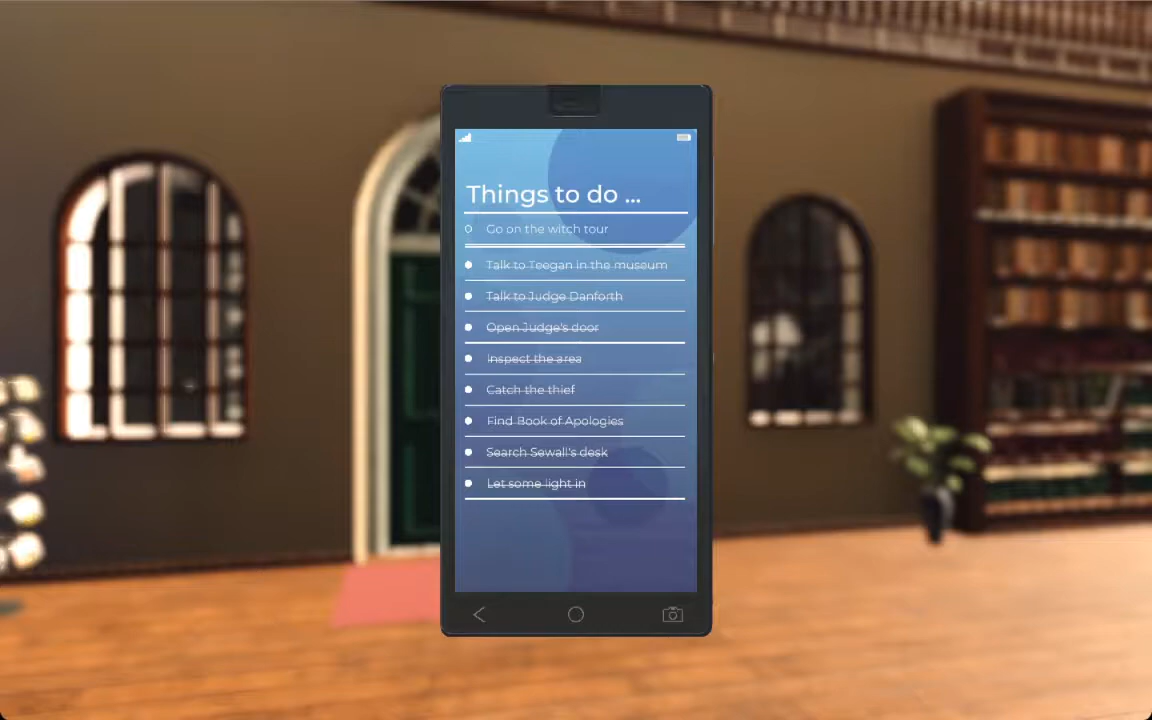 Things to do ...
Go on the witch tour
Talk to Teegan in the museum
Talk to Judge Danforth
Open Judge's door
Inspect the area
Catch the thief
Find Book of Apologies
Search Sewall's desk
Let some light in